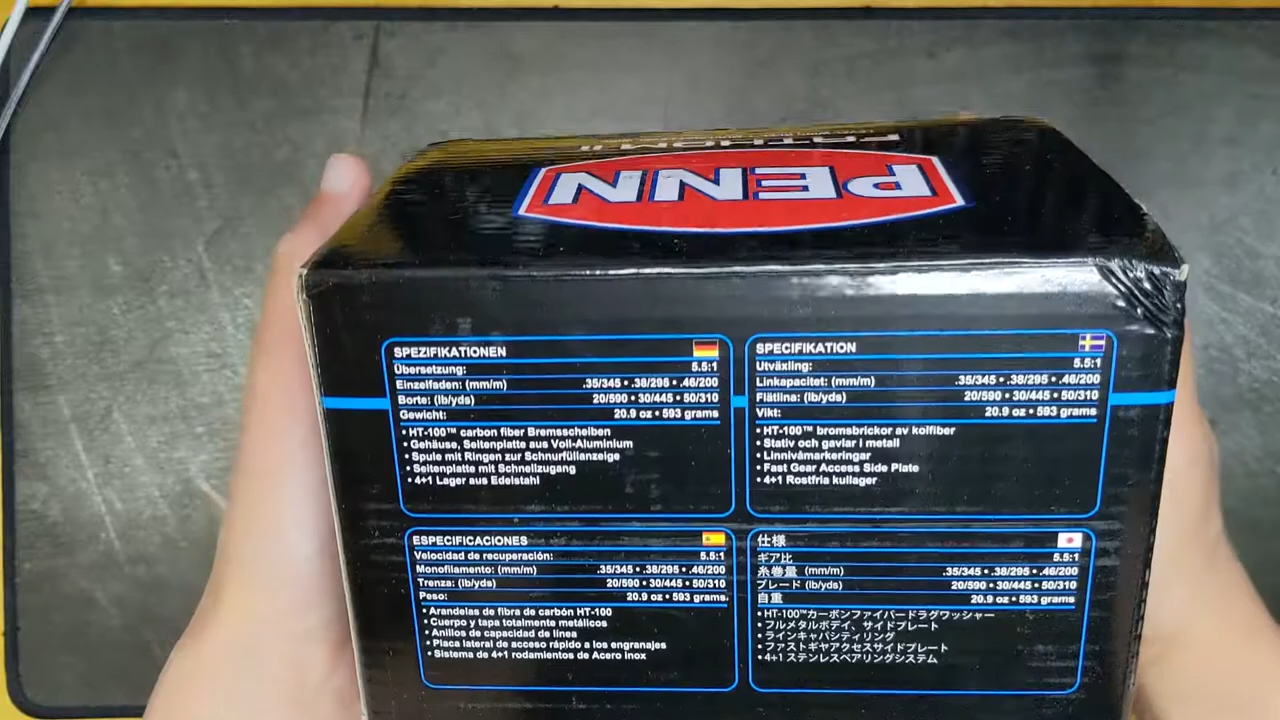 FATHOM II
PENN
SPEZIFIKATIONEN
Übersetzung: 5.5:1
Einzelfaden: (mm/m) .35/345 • .38/295 • .46/200
Borte: (lb/yds) 20/590 • 30/445 • 50/310
Gewicht: 20.9 oz • 593 grams
• HT-100™ carbon fiber Bremsscheiben
• Gehäuse, Seitenplatte aus Voll-Aluminium
• Spule mit Ringen zur Schnurfüllanzeige
• Seitenplatte mit Schnellzugang
• 4+1 Lager aus Edelstahl
SPECIFIKATION
Utväxling: 5.5:1
Linkapacitet: (mm/m) .35/345 • .38/295 • .46/200
Flätlina: (lb/yds) 20/590 • 30/445 • 50/310
Vikt: 20.9 oz • 593 grams
• HT-100™ bromsbrickor av kolfiber
• Stativ och gavlar i metall
• Linnivåmarkeringar
• Fast Gear Access Side Plate
• 4+1 Rostfria kullager
ESPECIFICACIONES
Velocidad de recuperación: 5.5:1
Monofilamento: (mm/m) .35/345 • .38/295 • .46/200
Trenza: (lb/yds) 20/590 • 30/445 • 50/310
Peso: 20.9 oz • 593 grams
• Arandelas de fibra de carbón HT-100
• Cuerpo y tapa totalmente metálicos
• Anillos de capacidad de línea
• Placa lateral de acceso rápido a los engranajes
• Sistema de 4+1 rodamientos de Acero inox
仕様
ギア比 5.5:1
糸巻量 (mm/m) .35/345 • .38/295 • .46/200
ブレード (lb/yds) 20/590 • 30/445 • 50/310
自重 20.9 oz • 593 grams
• HT-100™カーボンファイバードラグワッシャー
• フルメタルボディ、サイドプレート
• ラインキャパシティリング
• ファストギヤアクセスサイドプレート
• 4+1 ステンレスベアリングシステム